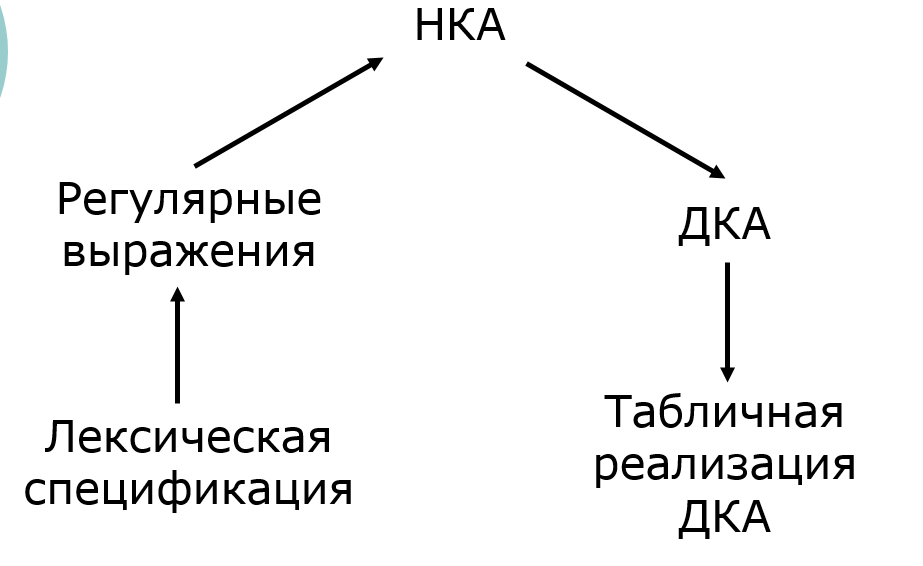 НКА
Регулярные
выражения
ДКА
Лексическая
спецификация
Табличная
реализация
ДКА